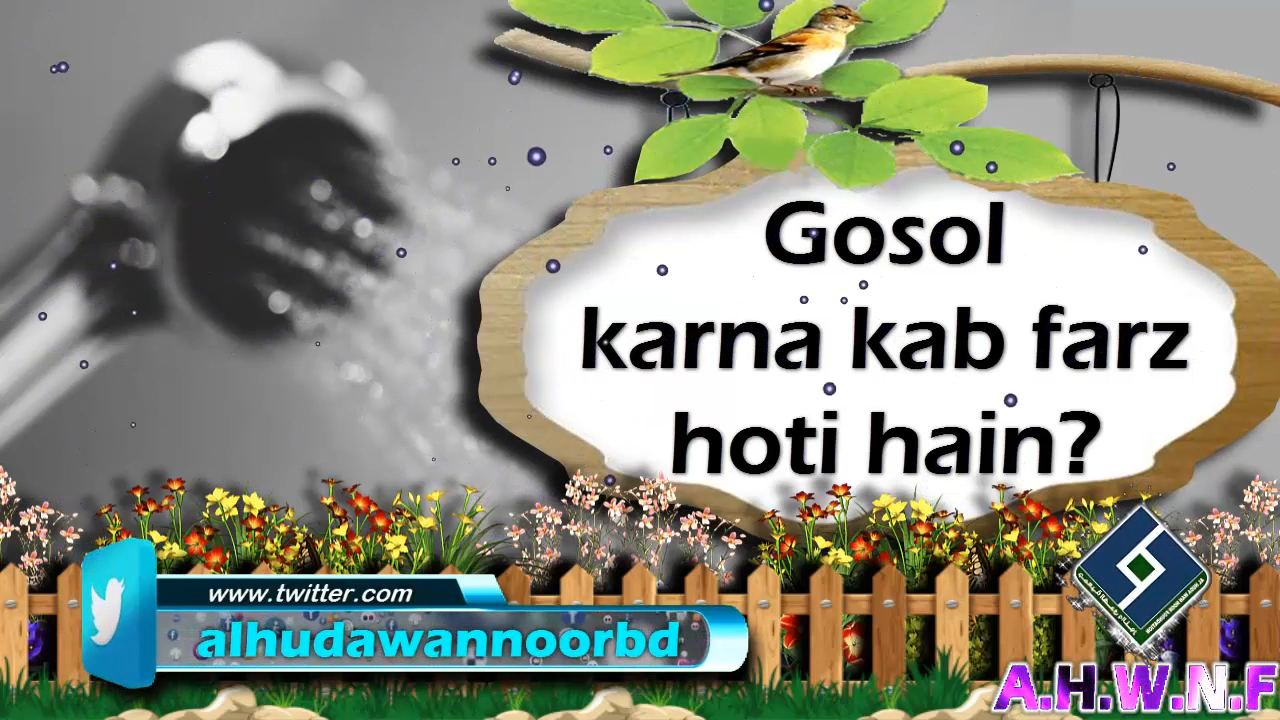 Gosol
karna kab farz
hoti hain?
www.twitter.com
alhudawannoorbd
A.H.W.N.F